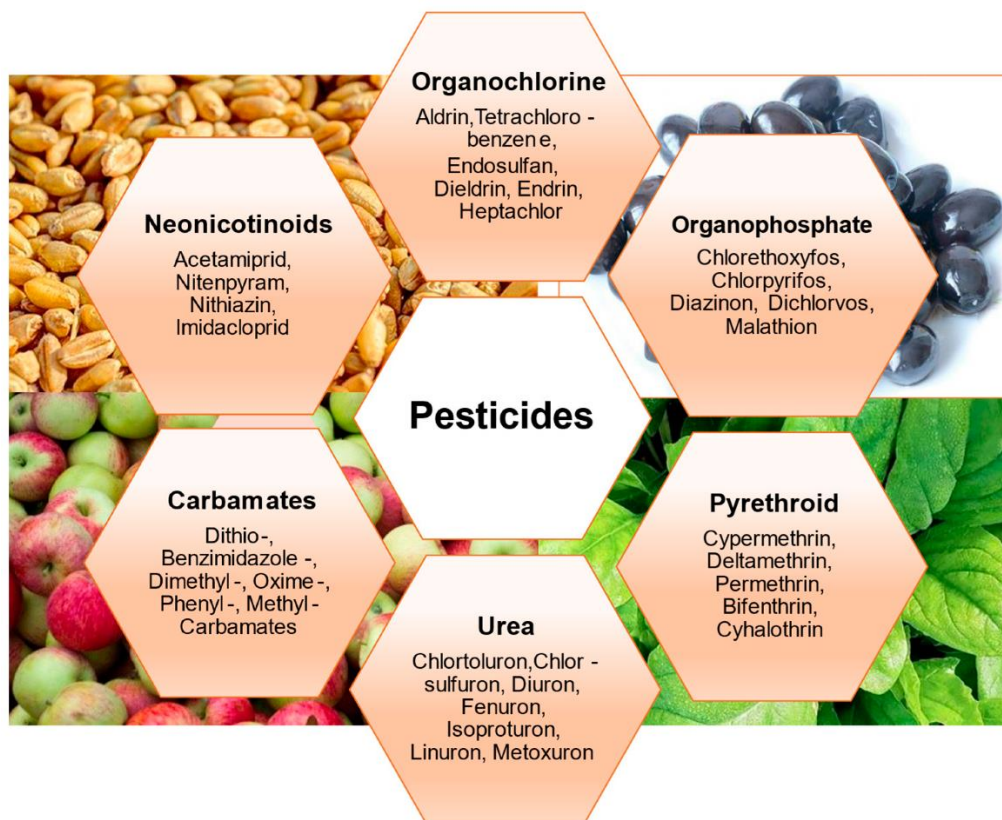 Organochlorine
Aldrin,Tetrachloro -
benzene,
Endosulfan,
Dieldrin, Endrin,
Heptachlor
Neonicotinoids
Acetamiprid,
Nitenpyram,
Nithiazin,
Imidacloprid
Organophosphate
Chlorethoxyfos,
Chlorpyrifos,
Diazinon, Dichlorvos,
Malathion
Pesticides
Carbamates
Dithio-,
Benzimidazole -,
Dimethyl-, Oxime-,
Phenyl-, Methyl-
Carbamates
Pyrethroid
Cypermethrin,
Deltamethrin,
Permethrin,
Bifenthrin,
Cyhalothrin
Urea
Chlortoluron,Chlor -
sulfuron, Diuron,
Fenuron,
Isoproturon,
Linuron, Metoxuron